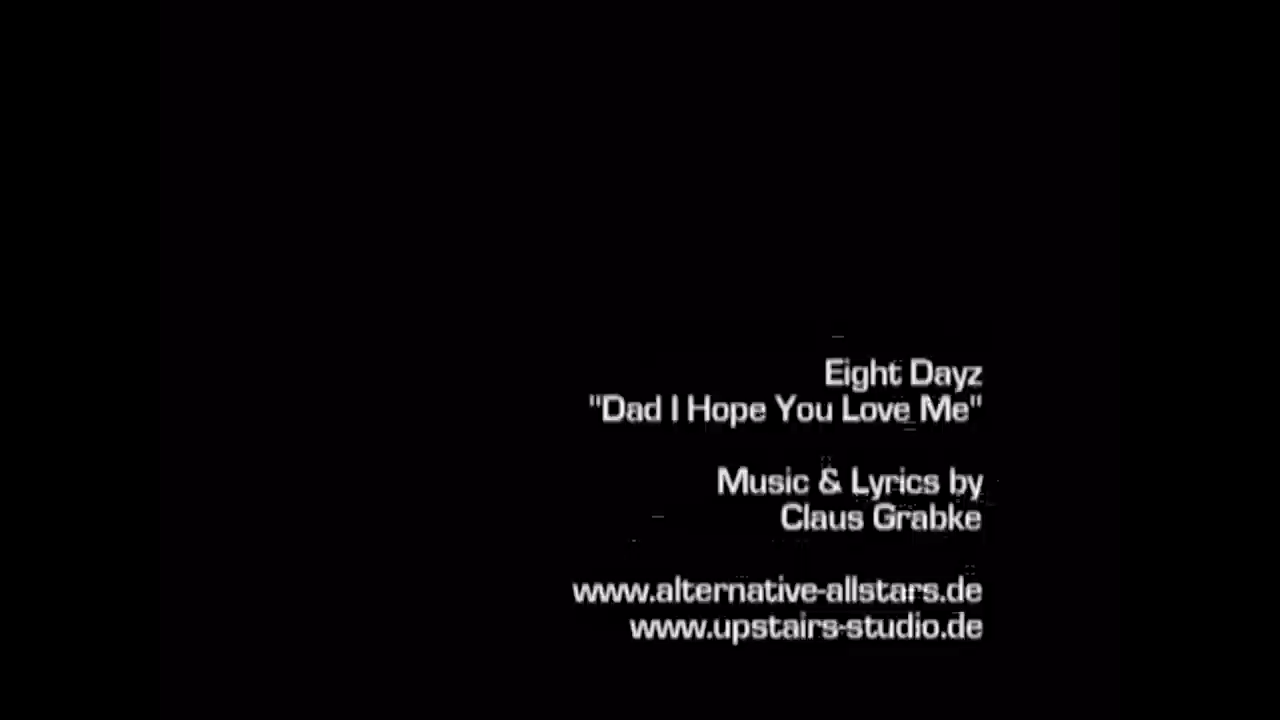 Eight Dayz
"Dad I Hope You Love Me"
Music & Lyrics by
Claus Grabke
www.alternative-allstars.de
www.upstairs-studio.de